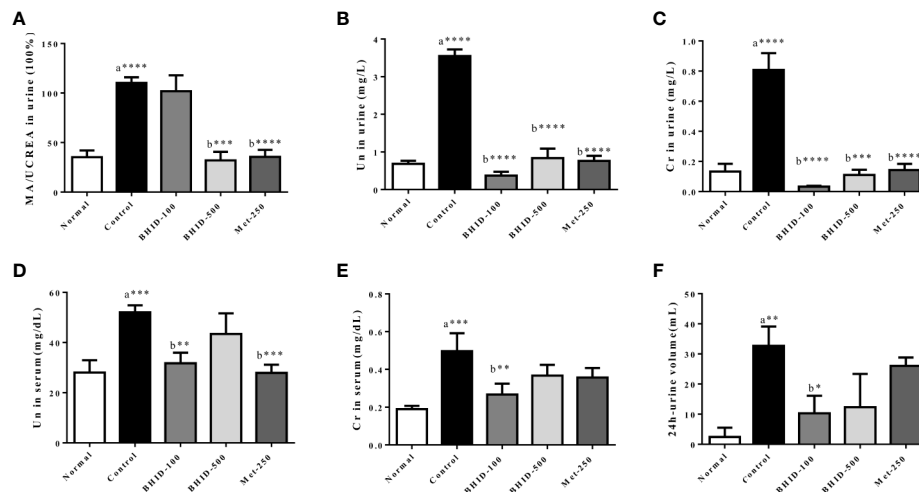 A
MA/UCREA in urine (100%)
150
100
50
0
a****
b***
b****
Normal
Control
BHID-100
BHID-500
Met-250
B
Un in urine (mg/L)
4
3
2
1
0
a****
b****
b****
b****
Normal
Control
BHID-100
BHID-500
Met-250
C
Cr in urine (mg/L)
1.0
0.8
0.6
0.4
0.2
0.0
a****
b****
b***
b****
Normal
Control
BHID-100
BHID-500
Met-250
D
Un in serum(mg/dL)
60
40
20
0
a***
b**
b***
Normal
Control
BHID-100
BHID-500
Met-250
E
Cr in serum (mg/dL)
0.8
0.6
0.4
0.2
0.0
a***
b**
Normal
Control
BHID-100
BHID-500
Met-250
F
24h-urine volume(mL)
50
40
30
20
10
0
a**
b*
Normal
Control
BHID-100
BHID-500
Met-250